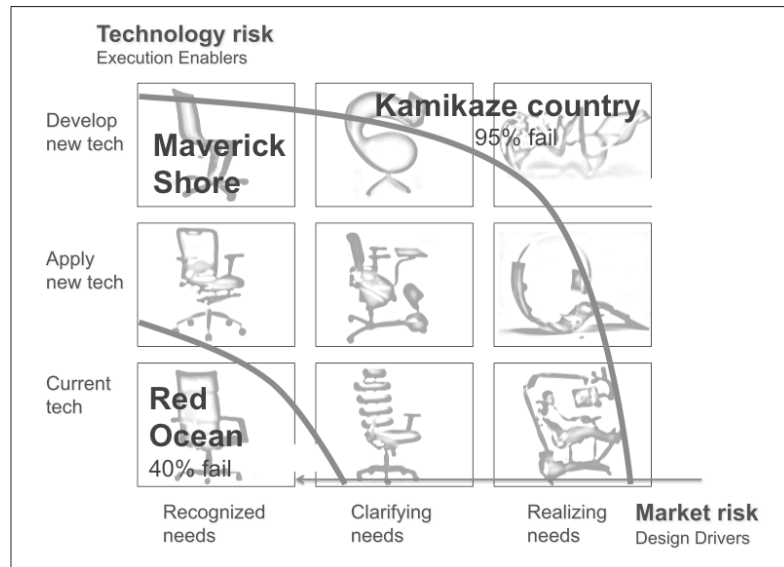 Technology risk
Execution Enablers
Develop
new tech
Kamikaze country
95% fail
Maverick
Shore
Apply
new tech
Current
tech
Red
Ocean
40% fail
Recognized
needs
Clarifying
needs
Realizing
needs
Market risk
Design Drivers